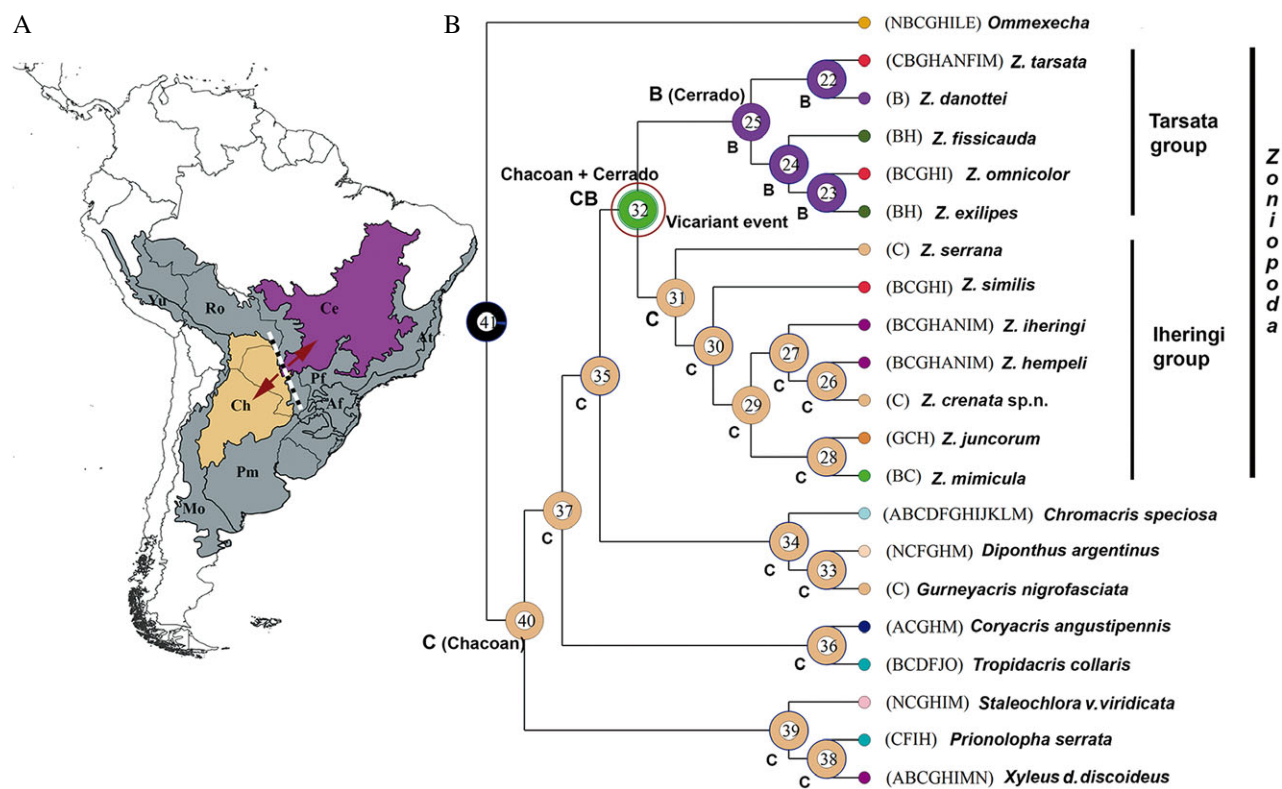 A
Yu
Ro
Ce
At
Pf
Af
Ch
Pm
Mo
B
(NBCGHILE) Ommexecha
(CBGHANFIM) Z. tarsata
22
B
(B) Z. danottei
B (Cerrado)
25
B
(BH) Z. fissicauda
24
B
(BCGHI) Z. omnicolor
23
B
(BH) Z. exilipes
Tarsata
group
Chacoan + Cerrado
CB
32
Vicariant event
(C) Z. serrana
31
C
(BCGHI) Z. similis
30
C
(BCGHANIM) Z. iheringi
27
C
(BCGHANIM) Z. hempeli
26
C
(C) Z. crenata sp.n.
29
C
(GCH) Z. juncorum
28
C
(BC) Z. mimicula
Iheringi
group
Zoniopoda
41
35
C
(ABCDFGHIJKLM) Chromacris speciosa
34
C
(NCFGHM) Diponthus argentinus
33
C
(C) Gurneyacris nigrofasciata
37
C
(ACGHM) Coryacris angustipennis
36
C
(BCDFJO) Tropidacris collaris
40
C (Chacoan)
(NCGHIM) Staleochlora v.viridicata
39
C
(CFIH) Prionolopha serrata
38
C
(ABCGHIMN) Xyleus d.discoideus